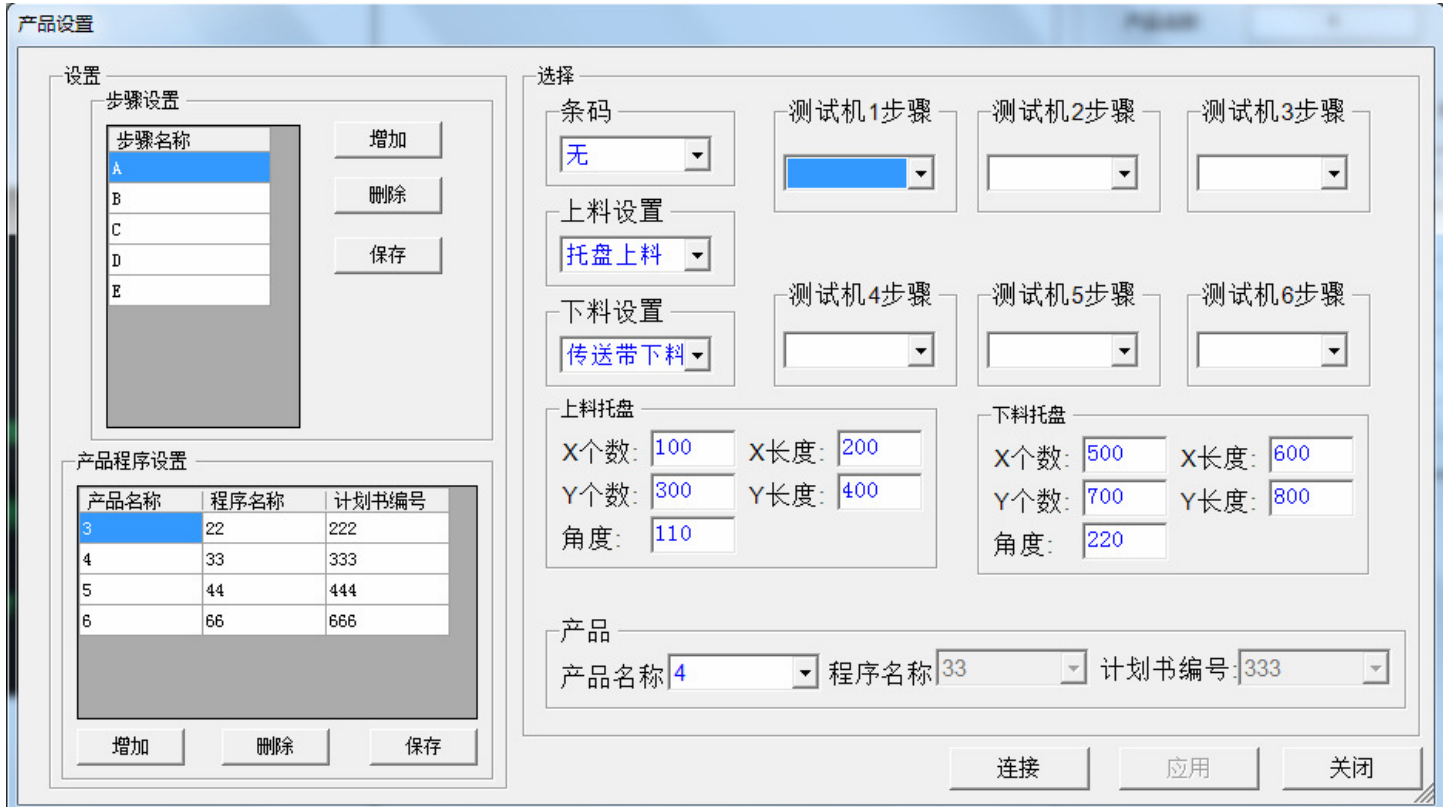 产品设置
设置
步骤设置
步骤名称
A
B
C
D
E
增加
删除
保存
产品程序设置
产品名称 程序名称 计划书编号
3 22 222
4 33 333
5 44 444
6 66 666
增加 删除 保存
选择
条码
无
上料设置
托盘上料
下料设置
传送带下料
测试机1步骤 测试机2步骤 测试机3步骤
测试机4步骤 测试机5步骤 测试机6步骤
上料托盘
X个数: 100 X长度: 200
Y个数: 300 Y长度: 400
角度: 110
下料托盘
X个数: 500 X长度: 600
Y个数: 700 Y长度: 800
角度: 220
产品
产品名称 4 程序名称 33 计划书编号: 333
连接 应用 关闭